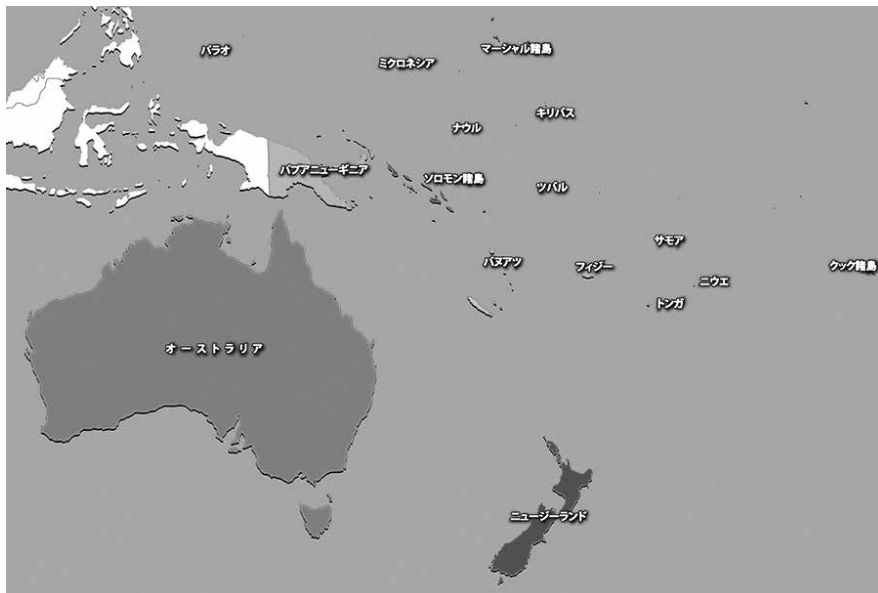 パラオ
ミクロネシア
マーシャル諸島
ナウル
キリバス
パプアニューギニア
ソロモン諸島
ツバル
サモア
バヌアツ
フィジー
ニウエ
クック諸島
トンガ
オーストラリア
ニュージーランド